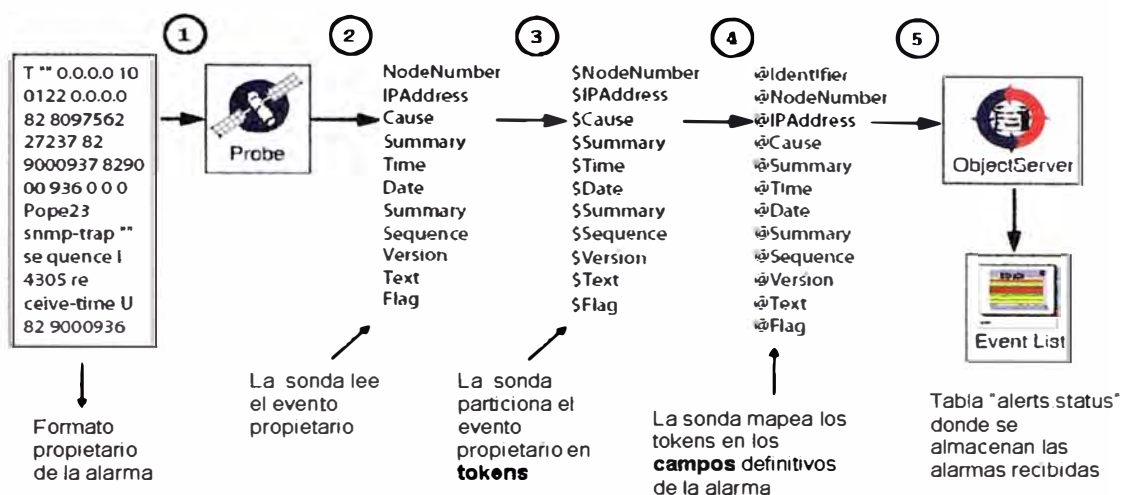 1
2
3
4
5
T "" 0.0.0.0 10
0122 0.0.0.0
82 8097562
27237 82
9000937 8290
00 936 0 0 0
Pope23
snmp-trap ""
se quence I
4305 re
ceive-time U
82 9000936
Probe
NodeNumber
IPAddress
Cause
Summary
Time
Date
Summary
Sequence
Version
Text
Flag
$NodeNumber
$IPAddress
$Cause
$Summary
$Time
$Date
$Summary
$Sequence
$Version
$Text
$Flag
@Identifier
@NodeNumber
@IPAddress
@Cause
@Summary
@Time
@Date
@Summary
@Sequence
@Version
@Text
@Flag
ObjectServer
Event List
Formato
propietario
de la alarma
La sonda lee
el evento
propietario
La sonda
particiona el
evento
propietario en
tokens
La sonda mapea los
tokens en los
campos definitivos
de la alarma
Tabla "alerts.status"
donde se
almacenan las
alarmas recibidas